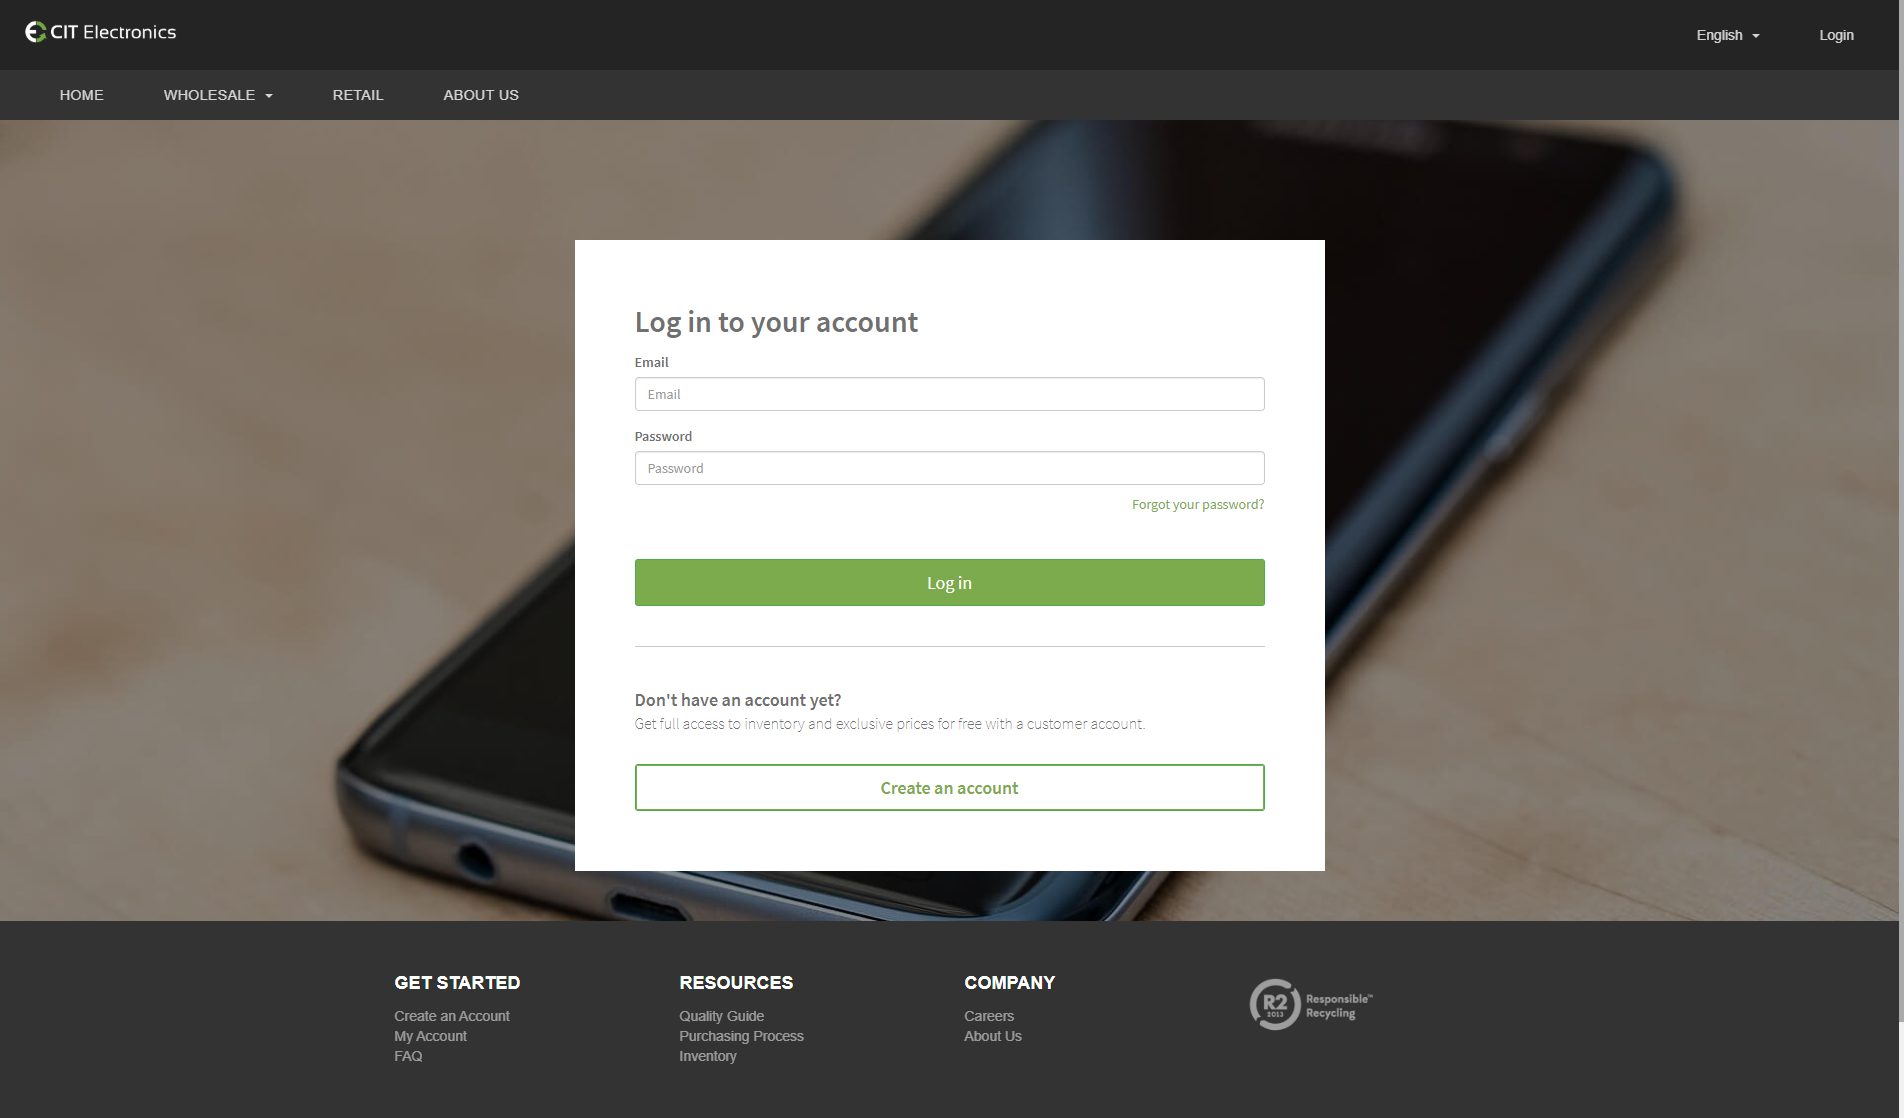 CIT Electronics
English
Login
HOME
WHOLESALE
RETAIL
ABOUT US
Log in to your account
Email
Email
Password
Password
Forgot your password?
Log in
Don't have an account yet?
Get full access to inventory and exclusive prices for free with a customer account.
Create an account
GET STARTED
Create an Account
My Account
FAQ
RESOURCES
Quality Guide
Purchasing Process
Inventory
COMPANY
Careers
About Us
R2
2013
Responsible™
Recycling